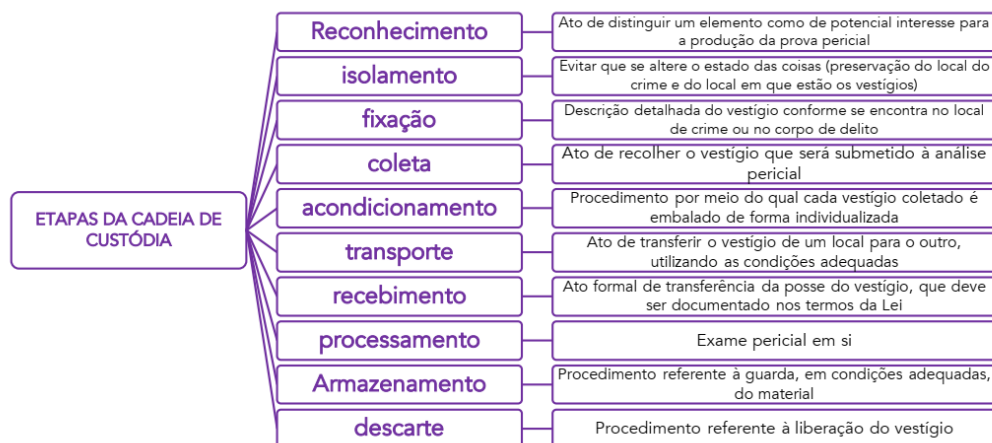 ETAPAS DA CADEIA DE
CUSTÓDIA
Reconhecimento
Ato de distinguir um elemento como de potencial interesse para
a produção da prova pericial
isolamento
Evitar que se altere o estado das coisas (preservação do local do
crime e do local em que estão os vestígios)
fixação
Descrição detalhada do vestígio conforme se encontra no local
de crime ou no corpo de delito
coleta
Ato de recolher o vestígio que será submetido à análise
pericial
acondicionamento
Procedimento por meio do qual cada vestígio coletado é
embalado de forma individualizada
transporte
Ato de transferir o vestígio de um local para o outro,
utilizando as condições adequadas
recebimento
Ato formal de transferência da posse do vestígio, que deve
ser documentado nos termos da Lei
processamento
Exame pericial em si
Armazenamento
Procedimento referente à guarda, em condições adequadas,
do material
descarte
Procedimento referente à liberação do vestígio